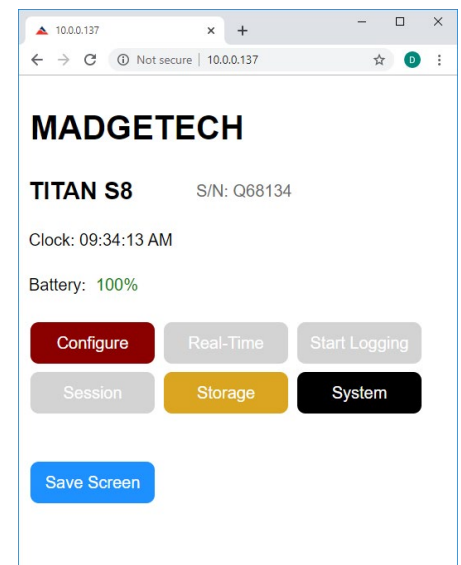 10.0.0.137
Not secure | 10.0.0.137
D
MADGETECH
TITAN S8 S/N: Q68134
Clock: 09:34:13 AM
Battery: 100%
Configure Real-Time Start Logging
Session Storage System
Save Screen